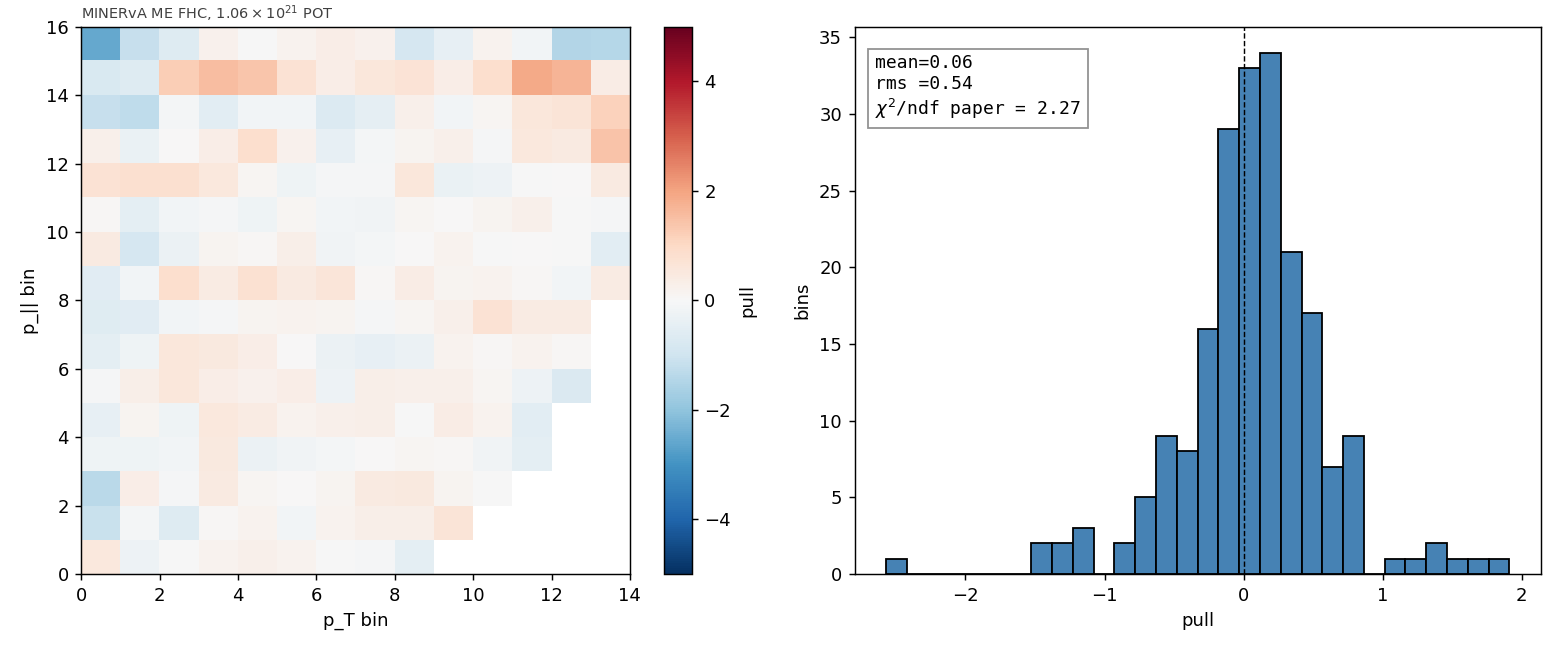 MINERvA ME FHC, 1.06 × 10²¹ POT
16
14
12
10
8
6
4
2
0
p_|| bin
0 2 4 6 8 10 12 14
p_T bin
4
2
0
−2
−4
pull
mean=0.06
rms =0.54
χ²/ndf paper = 2.27
35
30
25
20
15
10
5
0
bins
−2 −1 0 1 2
pull